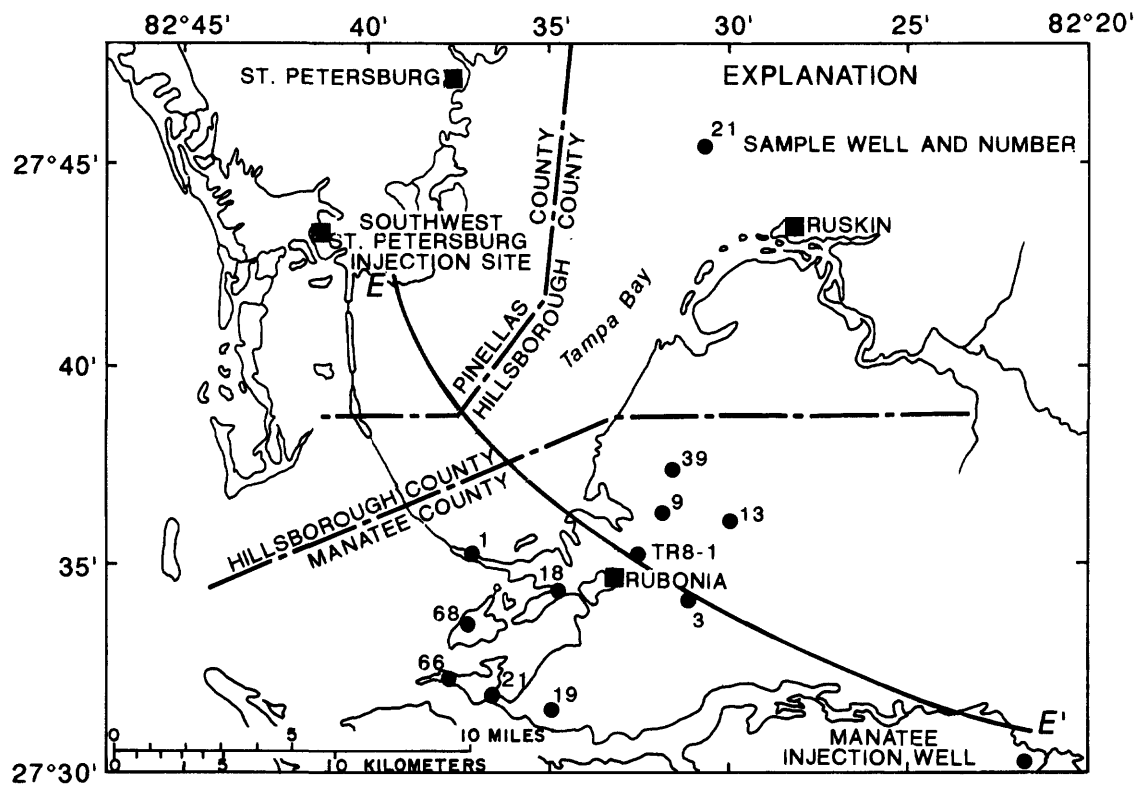 82°45' 40' 35' 30' 25' 82°20'
ST. PETERSBURG
EXPLANATION
21 SAMPLE WELL AND NUMBER
27°45'
COUNTY
COUNTY
SOUTHWEST
ST. PETERSBURG
INJECTION SITE
RUSKIN
E
PINELLAS
HILLSBOROUGH
Tampa Bay
40'
HILLSBOROUGH COUNTY
MANATEE COUNTY
39
9
13
1
TR8-1
35'
18
RUBONIA
3
68
66
21
19
E'
0 5 10 MILES
MANATEE
INJECTION WELL
0 5 10 KILOMETERS
27°30'